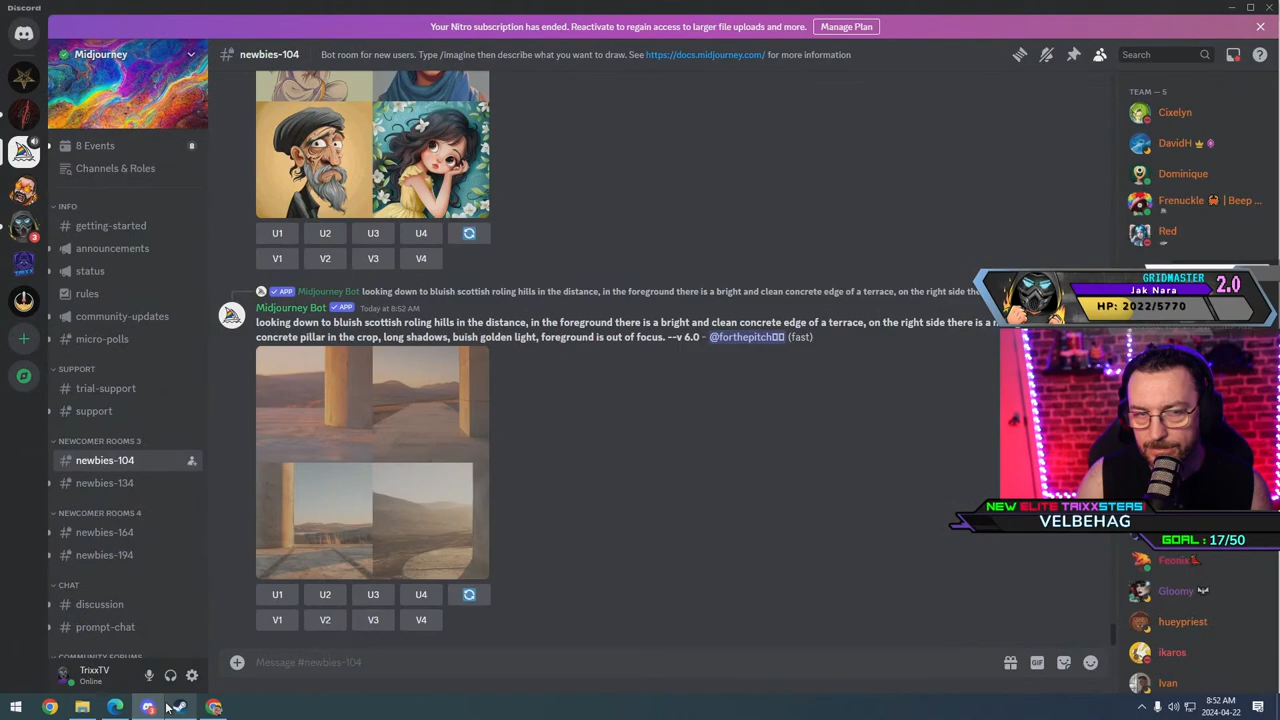 Discord
Your Nitro subscription has ended. Reactivate to regain access to larger file uploads and more.
Manage Plan
Midjourney
newbies-104
Bot room for new users. Type /imagine then describe what you want to draw. See https://docs.midjourney.com/ for more information
Search
8 Events
8
Channels & Roles
INFO
getting-started
announcements
status
rules
community-updates
micro-polls
SUPPORT
trial-support
support
NEWCOMER ROOMS 3
newbies-104
newbies-134
NEWCOMER ROOMS 4
newbies-164
newbies-194
CHAT
discussion
prompt-chat
COMMUNITY FORUMS
TrixxTV
Online
3
U1 U2 U3 U4
V1 V2 V3 V4
APP Midjourney Bot looking down to bluish scottish rolng hills in the distance, in the foreground there is a bright and clean concrete edge of a terrace, on the right side the
Midjourney Bot APP Today at 8:52 AM
looking down to bluish scottish rolng hills in the distance, in the foreground there is a bright and clean concrete edge of a terrace, on the right side there is a
concrete pillar in the crop, long shadows, buish golden light, foreground is out of focus. --v 6.0 - @forthepitch (fast)
U1 U2 U3 U4
V1 V2 V3 V4
Message #newbies-104
GIF
TEAM — 5
Cixelyn
DavidH
Dominique
Frenuckle | Beep ...
Red
GRIDMASTER
Jak Nara
2.0
HP: 2022/5770
NEW ELITE TRIXXSTERS!
VELBEHAG
GOAL : 17/50
Feonix
Gloomy
hueypriest
ikaros
Ivan
8:52 AM
2024-04-22